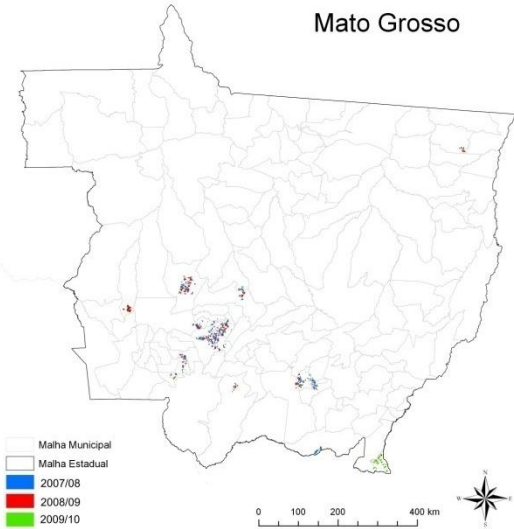 Mato Grosso
Malha Municipal
Malha Estadual
2007/08
2008/09
2009/10
0 100 200 400 km
N
W E
S